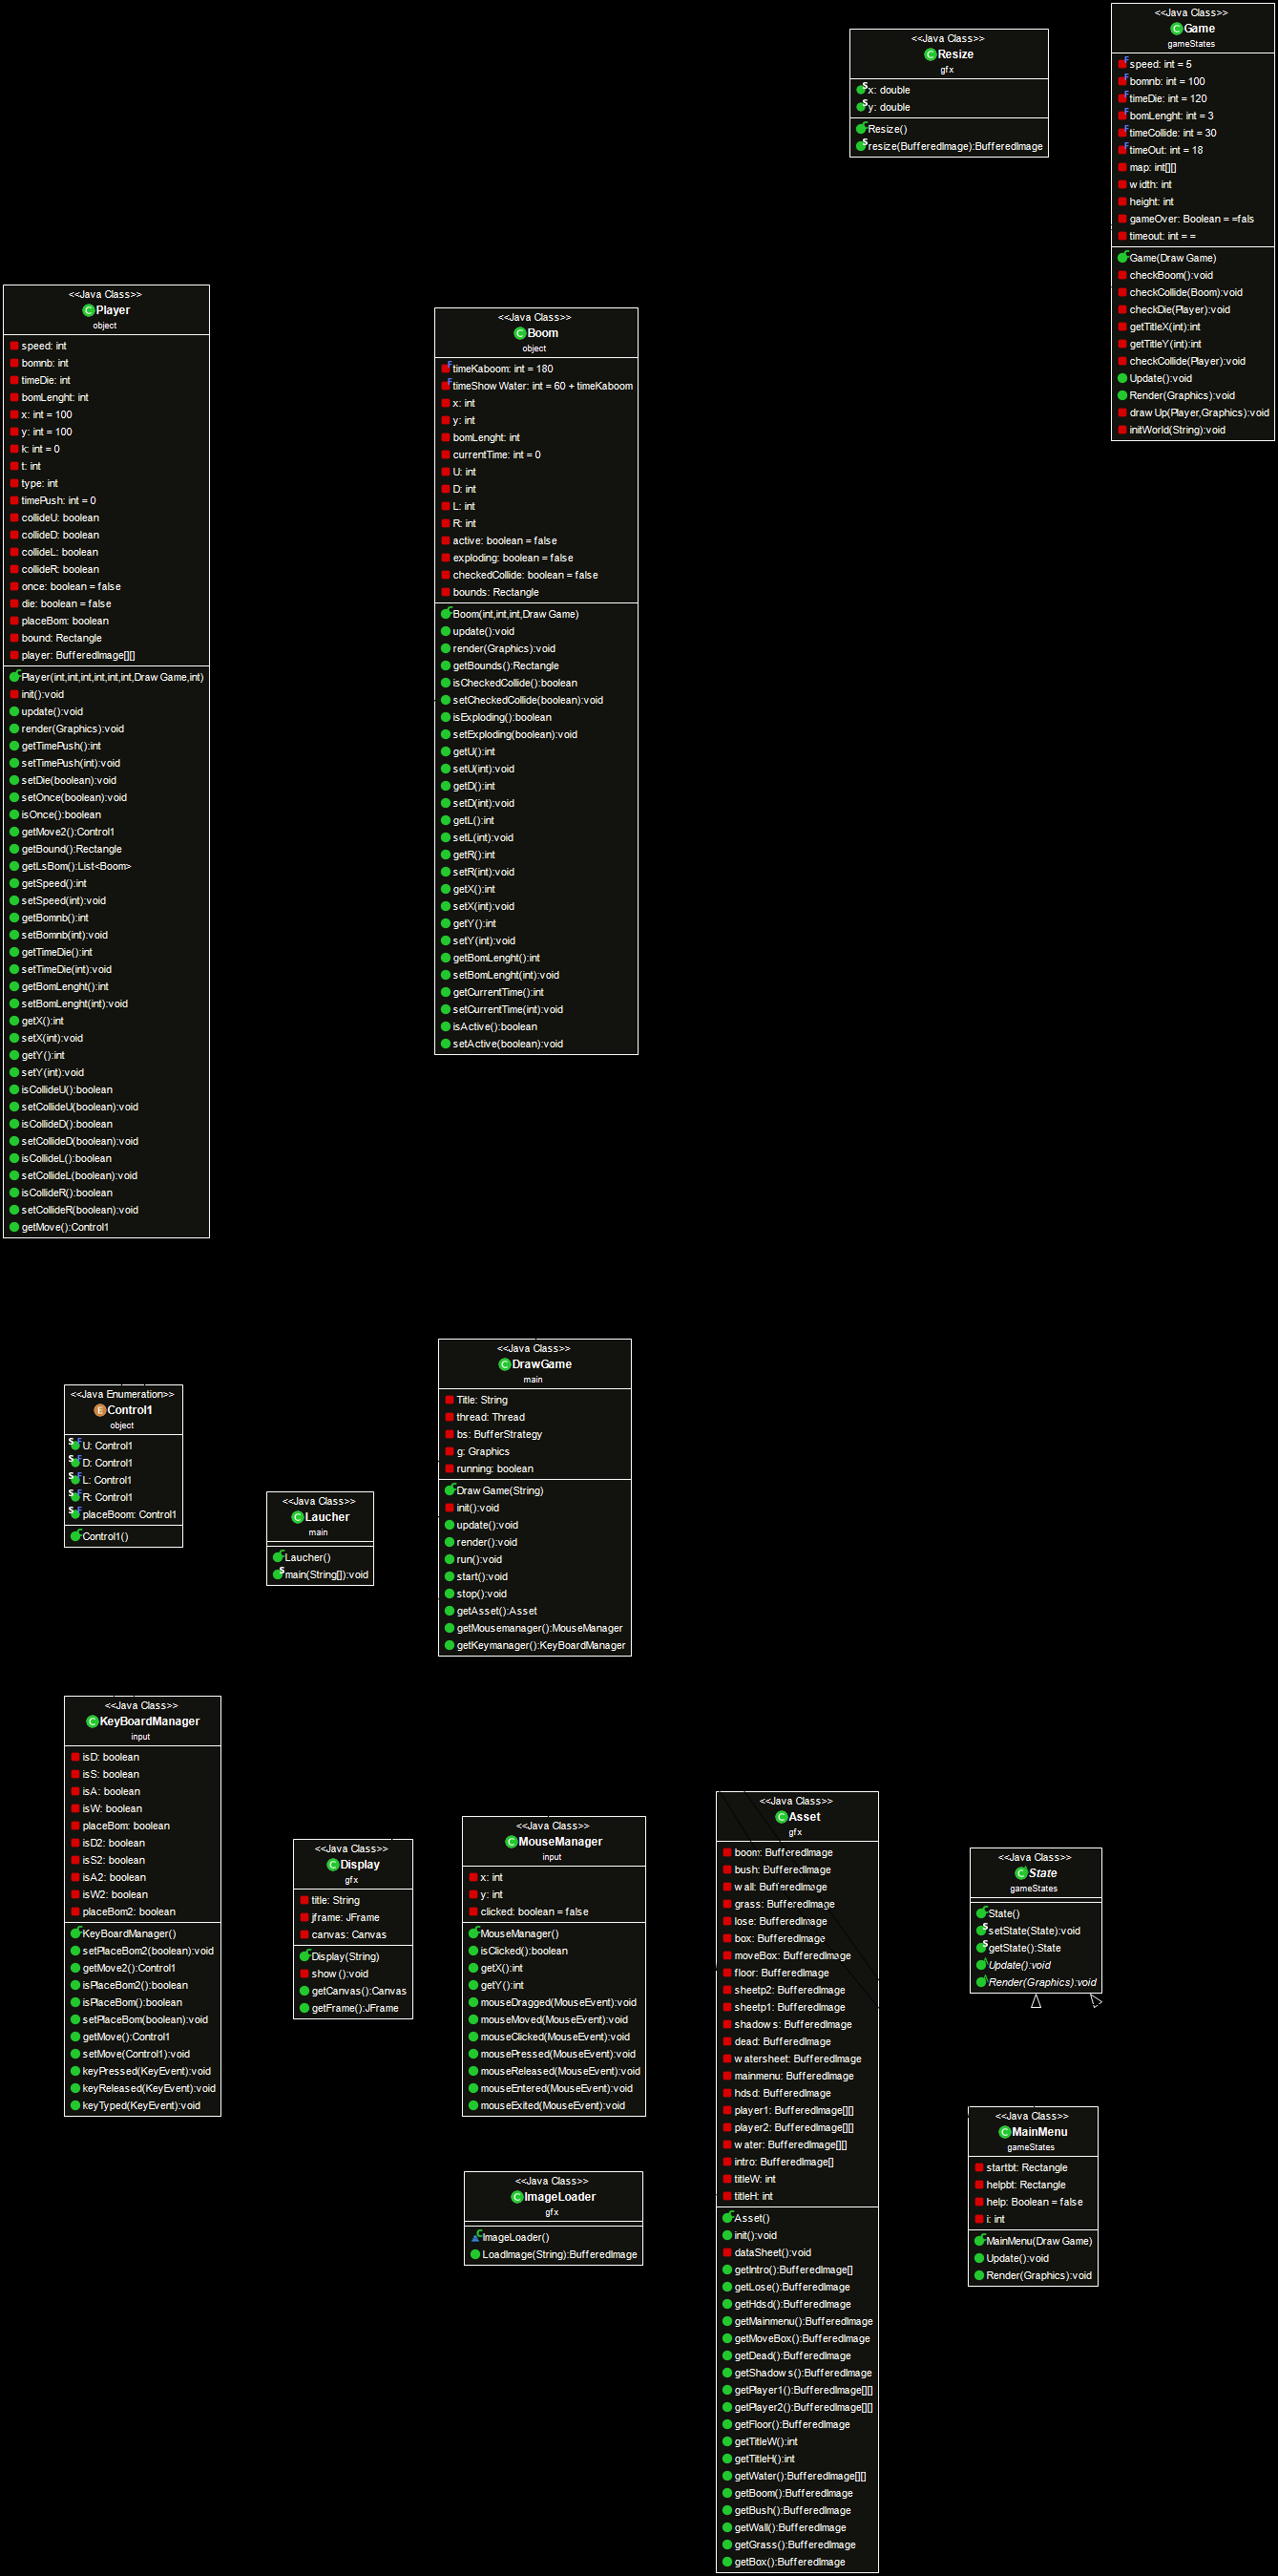 <<Java Class>>
Game
gameStates
speed: int = 5
bomnb: int = 100
timeDie: int = 120
bomLenght: int = 3
timeCollide: int = 30
timeOut: int = 18
map: int[][]
width: int
height: int
gameOver: Boolean = =fals
timeout: int = =
Game(DrawGame)
checkBoom():void
checkCollide(Boom):void
checkDie(Player):void
getTitleX(int):int
getTitleY(int):int
checkCollide(Player):void
Update():void
Render(Graphics):void
drawUp(Player,Graphics):void
initWorld(String):void
<<Java Class>>
Resize
gfx
x: double
y: double
Resize()
resize(BufferedImage):BufferedImage
<<Java Class>>
Player
object
speed: int
bomnb: int
timeDie: int
bomLenght: int
x: int = 100
y: int = 100
k: int = 0
t: int
type: int
timePush: int = 0
collideU: boolean
collideD: boolean
collideL: boolean
collideR: boolean
once: boolean = false
die: boolean = false
placeBom: boolean
bound: Rectangle
player: BufferedImage[][]
Player(int,int,int,int,int,int,DrawGame,int)
init():void
update():void
render(Graphics):void
getTimePush():int
setTimePush(int):void
setDie(boolean):void
setOnce(boolean):void
isOnce():boolean
getMove2():Control1
getBound():Rectangle
getLsBom():List<Boom>
getSpeed():int
setSpeed(int):void
getBomnb():int
setBomnb(int):void
getTimeDie():int
setTimeDie(int):void
getBomLenght():int
setBomLenght(int):void
getX():int
setX(int):void
getY():int
setY(int):void
isCollideU():boolean
setCollideU(boolean):void
isCollideD():boolean
setCollideD(boolean):void
isCollideL():boolean
setCollideL(boolean):void
isCollideR():boolean
setCollideR(boolean):void
getMove():Control1
<<Java Class>>
Boom
object
timeKaboom: int = 180
timeShowWater: int = 60 + timeKaboom
x: int
y: int
bomLenght: int
currentTime: int = 0
U: int
D: int
L: int
R: int
active: boolean = false
exploding: boolean = false
checkedCollide: boolean = false
bounds: Rectangle
Boom(int,int,int,DrawGame)
update():void
render(Graphics):void
getBounds():Rectangle
isCheckedCollide():boolean
setCheckedCollide(boolean):void
isExploding():boolean
setExploding(boolean):void
getU():int
setU(int):void
getD():int
setD(int):void
getL():int
setL(int):void
getR():int
setR(int):void
getX():int
setX(int):void
getY():int
setY(int):void
getBomLenght():int
setBomLenght(int):void
getCurrentTime():int
setCurrentTime(int):void
isActive():boolean
setActive(boolean):void
<<Java Enumeration>>
Control1
object
U: Control1
D: Control1
L: Control1
R: Control1
placeBoom: Control1
Control1()
<<Java Class>>
Laucher
main
Laucher()
main(String[]):void
<<Java Class>>
DrawGame
main
Title: String
thread: Thread
bs: BufferStrategy
g: Graphics
running: boolean
DrawGame(String)
init():void
update():void
render():void
run():void
start():void
stop():void
getAsset():Asset
getMousemanager():MouseManager
getKeymanager():KeyBoardManager
<<Java Class>>
KeyBoardManager
input
isD: boolean
isS: boolean
isA: boolean
isW: boolean
placeBom: boolean
isD2: boolean
isS2: boolean
isA2: boolean
isW2: boolean
placeBom2: boolean
KeyBoardManager()
setPlaceBom2(boolean):void
getMove2():Control1
isPlaceBom2():boolean
isPlaceBom():boolean
setPlaceBom(boolean):void
getMove():Control1
setMove(Control1):void
keyPressed(KeyEvent):void
keyReleased(KeyEvent):void
keyTyped(KeyEvent):void
<<Java Class>>
Display
gfx
title: String
jframe: JFrame
canvas: Canvas
Display(String)
show():void
getCanvas():Canvas
getFrame():JFrame
<<Java Class>>
MouseManager
input
x: int
y: int
clicked: boolean = false
MouseManager()
isClicked():boolean
getX():int
getY():int
mouseDragged(MouseEvent):void
mouseMoved(MouseEvent):void
mouseClicked(MouseEvent):void
mousePressed(MouseEvent):void
mouseReleased(MouseEvent):void
mouseEntered(MouseEvent):void
mouseExited(MouseEvent):void
<<Java Class>>
ImageLoader
gfx
ImageLoader()
LoadImage(String):BufferedImage
<<Java Class>>
Asset
gfx
boom: BufferedImage
bush: BufferedImage
wall: BufferedImage
grass: BufferedImage
lose: BufferedImage
box: BufferedImage
moveBox: BufferedImage
floor: BufferedImage
sheetp2: BufferedImage
sheetp1: BufferedImage
shadows: BufferedImage
dead: BufferedImage
watersheet: BufferedImage
mainmenu: BufferedImage
hdsd: BufferedImage
player1: BufferedImage[][]
player2: BufferedImage[][]
water: BufferedImage[][]
intro: BufferedImage[]
titleW: int
titleH: int
Asset()
init():void
dataSheet():void
getIntro():BufferedImage[]
getLose():BufferedImage
getHdsd():BufferedImage
getMainmenu():BufferedImage
getMoveBox():BufferedImage
getDead():BufferedImage
getShadows():BufferedImage
getPlayer1():BufferedImage[][]
getPlayer2():BufferedImage[][]
getFloor():BufferedImage
getTitleW():int
getTitleH():int
getWater():BufferedImage[][]
getBoom():BufferedImage
getBush():BufferedImage
getWall():BufferedImage
getGrass():BufferedImage
getBox():BufferedImage
<<Java Class>>
State
gameStates
State()
setState(State):void
getState():State
Update():void
Render(Graphics):void
<<Java Class>>
MainMenu
gameStates
startbt: Rectangle
helpbt: Rectangle
help: Boolean = false
i: int
MainMenu(DrawGame)
Update():void
Render(Graphics):void